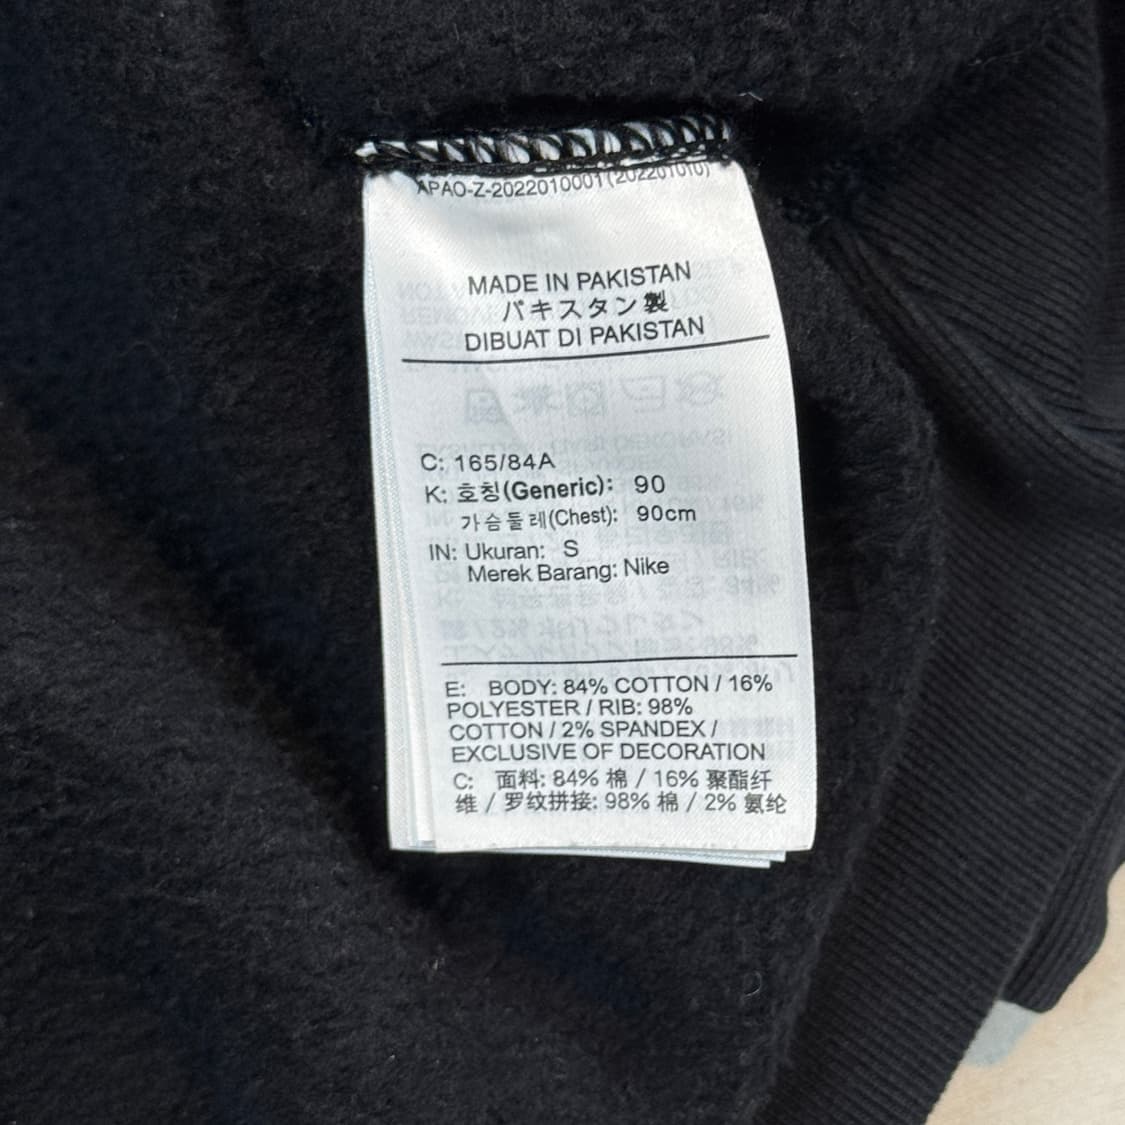 APAO-Z-2022010001(202201010)
MADE IN PAKISTAN
パキスタン製
DIBUAT DI PAKISTAN
C: 165/84A
K: 호칭(Generic): 90
가슴둘레(Chest): 90cm
IN: Ukuran: S
Merek Barang: Nike
E: BODY: 84% COTTON / 16%
POLYESTER / RIB: 98%
COTTON / 2% SPANDEX /
EXCLUSIVE OF DECORATION
C: 面料: 84% 棉 / 16% 聚酯纤
维 / 罗纹拼接: 98% 棉 / 2% 氨纶